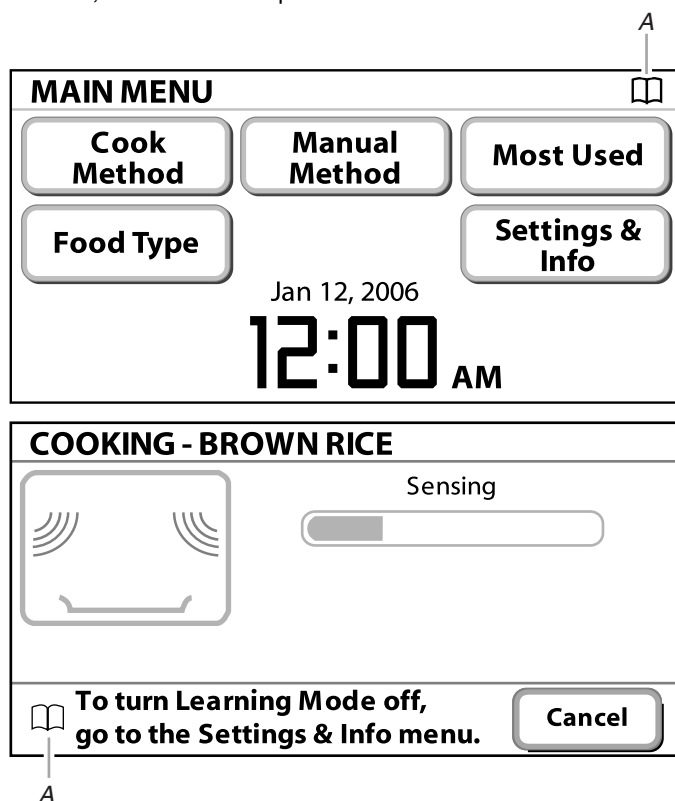 A
MAIN MENU
Cook Method
Manual Method
Most Used
Food Type
Settings & Info
Jan 12, 2006
12:00 AM
COOKING - BROWN RICE
Sensing
To turn Learning Mode off,
go to the Settings & Info menu.
Cancel
A